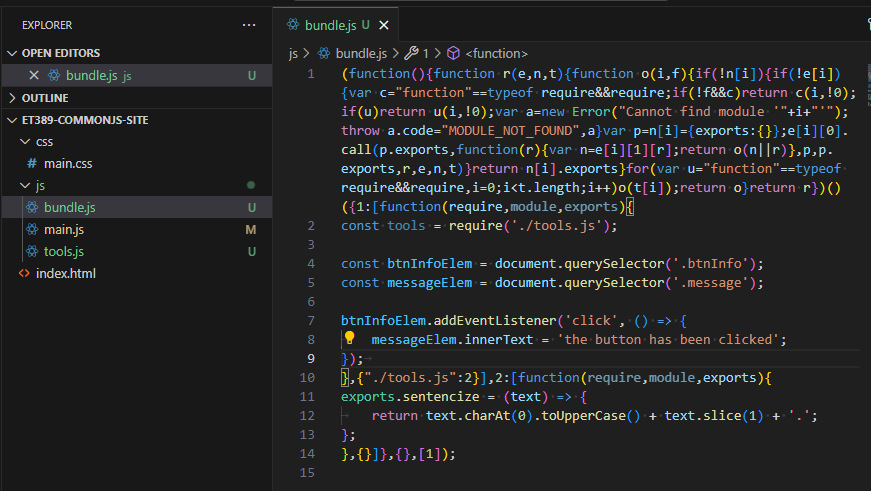 EXPLORER ...
OPEN EDITORS
bundle.js js U
OUTLINE
ET389-COMMONJS-SITE
css
# main.css
js
bundle.js U
main.js M
tools.js U
<> index.html
bundle.js U
js > bundle.js > 1 > <function>
1 (function(){function r(e,n,t){function o(i,f){if(!n[i]){if(!e[i])
{var c="function"==typeof require&&require;if(!f&&c)return c(i,!0);
if(u)return u(i,!0);var a=new Error("Cannot find module '"+i+"'");
throw a.code="MODULE_NOT_FOUND",a}var p=n[i]={exports:{}};e[i][0].
call(p.exports,function(r){var n=e[i][1][r];return o(n||r)},p,p.
exports,r,e,n,t)}return n[i].exports}for(var u="function"==typeof
require&&require,i=0;i<t.length;i++)o(t[i]);return o}return r})()
({1:[function(require,module,exports){
2 const tools = require('./tools.js');
3
4 const btnInfoElem = document.querySelector('.btnInfo');
5 const messageElem = document.querySelector('.message');
6
7 btnInfoElem.addEventListener('click', () => {
8 messageElem.innerText = 'the button has been clicked';
9 });
10 },{"./tools.js":2}],2:[function(require,module,exports){
11 exports.sentencize = (text) => {
12 return text.charAt(0).toUpperCase() + text.slice(1) + '.';
13 };
14 },{}]},{},[1]);
15